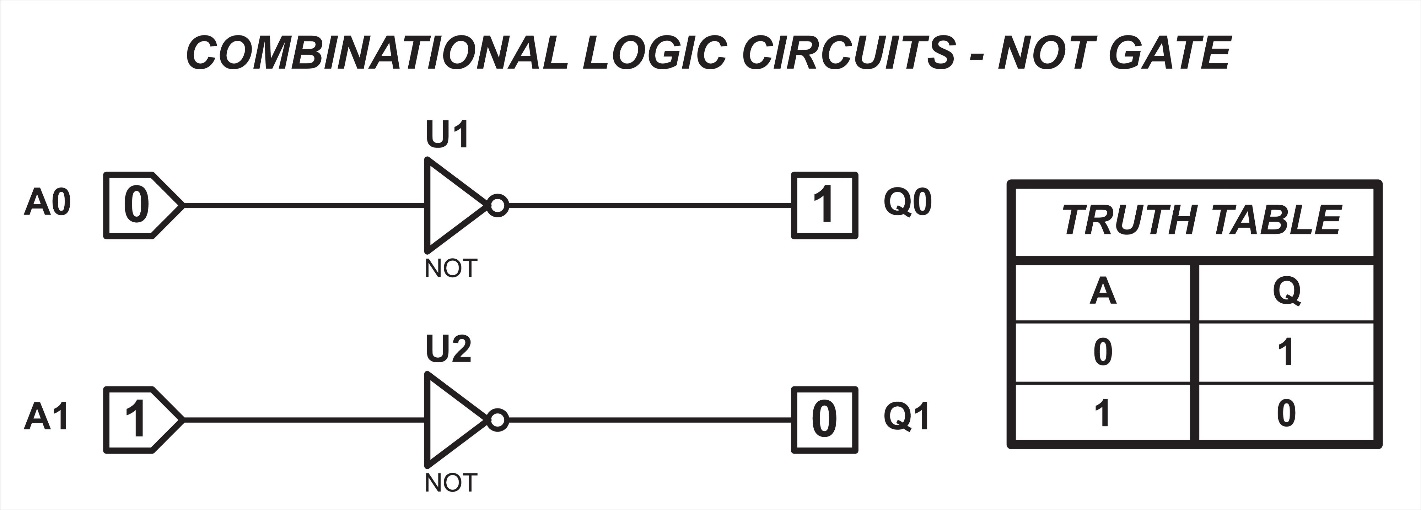 COMBINATIONAL LOGIC CIRCUITS - NOT GATE
U1
A0 0 1 Q0
NOT
U2
A1 1 0 Q1
NOT
TRUTH TABLE
A Q
0 1
1 0